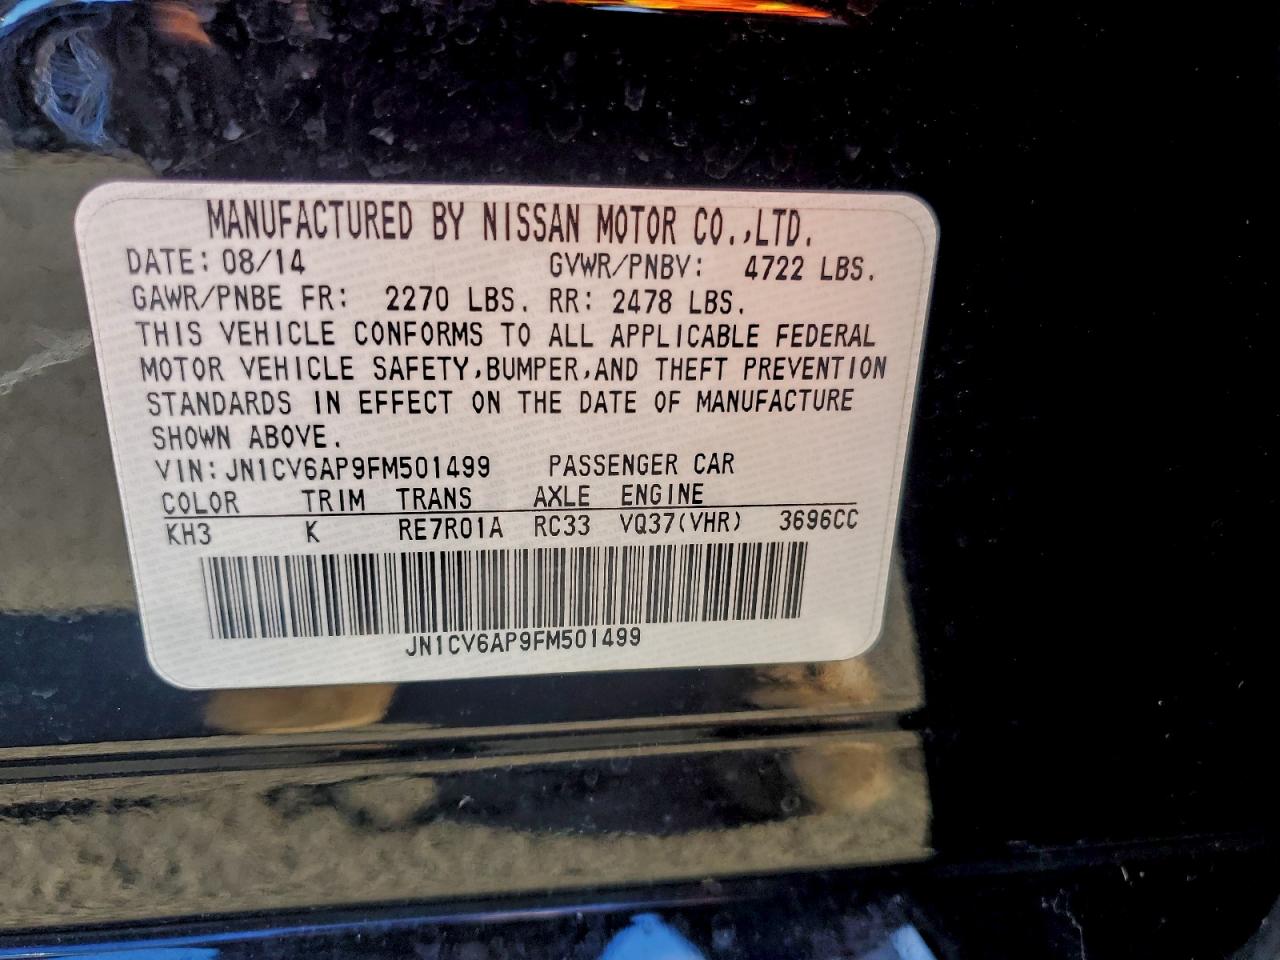 MANUFACTURED BY NISSAN MOTOR CO.,LTD.
DATE: 08/14 GVWR/PNBV: 4722 LBS.
GAWR/PNBE FR: 2270 LBS. RR: 2478 LBS.
THIS VEHICLE CONFORMS TO ALL APPLICABLE FEDERAL
MOTOR VEHICLE SAFETY,BUMPER,AND THEFT PREVENTION
STANDARDS IN EFFECT ON THE DATE OF MANUFACTURE
SHOWN ABOVE.
VIN: JN1CV6AP9FM501499 PASSENGER CAR
COLOR TRIM TRANS AXLE ENGINE
KH3 K RE7R01A RC33 VQ37(VHR) 3696CC
JN1CV6AP9FM501499